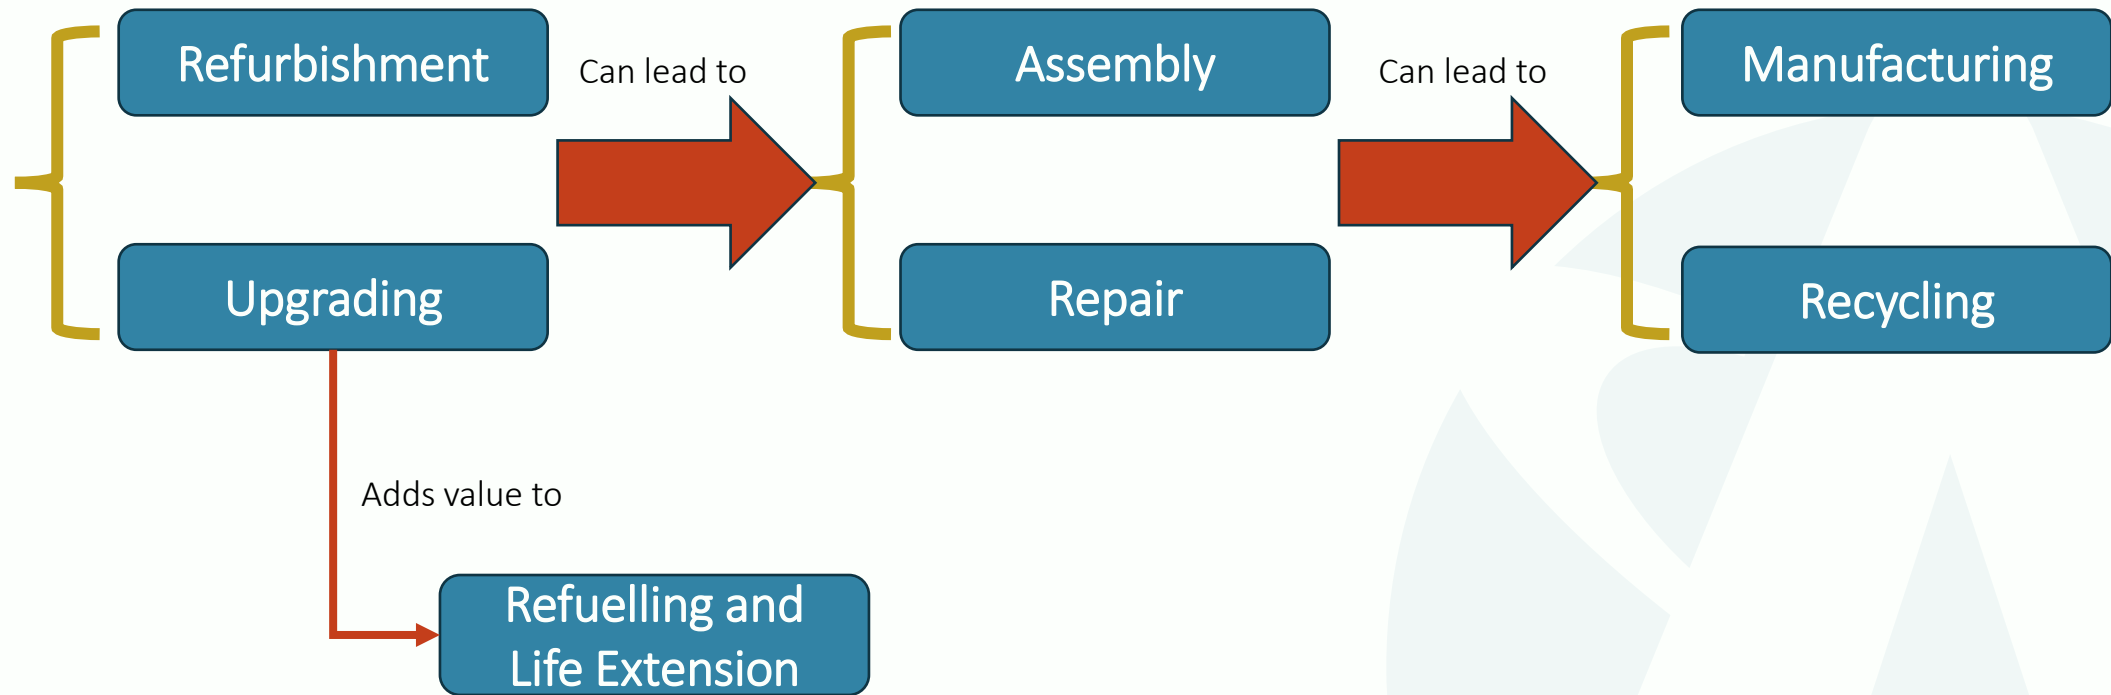 Refurbishment
Can lead to
Assembly
Can lead to
Manufacturing
Upgrading
Repair
Recycling
Adds value to
Refuelling and
Life Extension